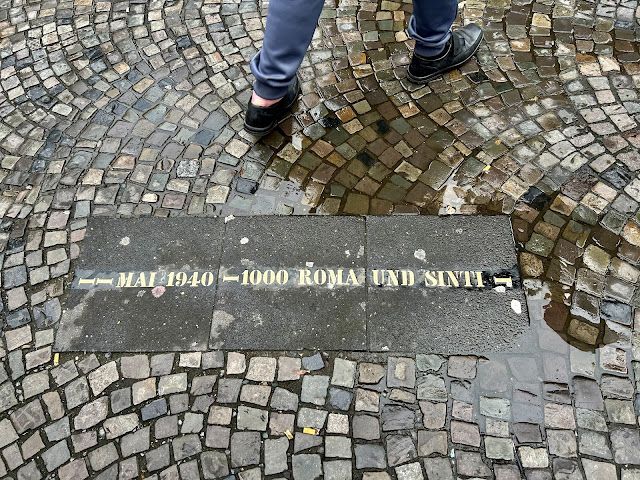 MAI 1940 – 1000 ROMA UND SINTI